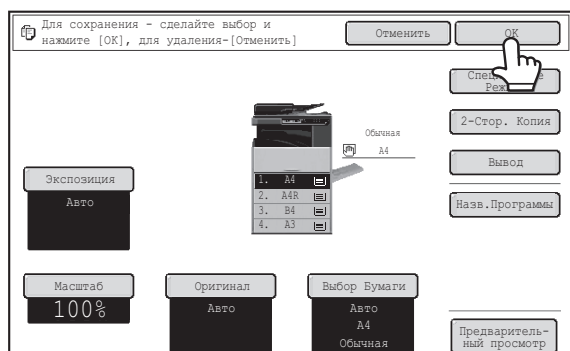 Для сохранения - сделайте выбор и
нажмите [OK], для удаления-[Отменить]
Отменить
OK
2-Стор. Копия
Вывод
Назв.Программы
Обычная
A4
1. A4
2. A4R
3. B4
4. A3
Экспозиция
Авто
Масштаб
100%
Оригинал
Авто
Выбор Бумаги
Авто
A4
Обычная
Предваритель-
ный просмотр